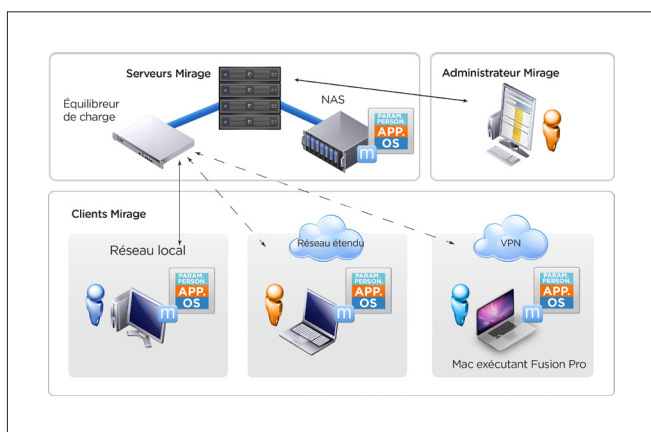 Serveurs Mirage
Administrateur Mirage
Équilibreur
de charge
NAS
PARAM.
PERSON.
APP.
OS
m
Clients Mirage
Réseau local
PARAM.
PERSON.
APP.
OS
m
Réseau étendu
PARAM.
PERSON.
APP.
OS
m
VPN
PARAM.
PERSON.
APP.
OS
m
Mac exécutant Fusion Pro